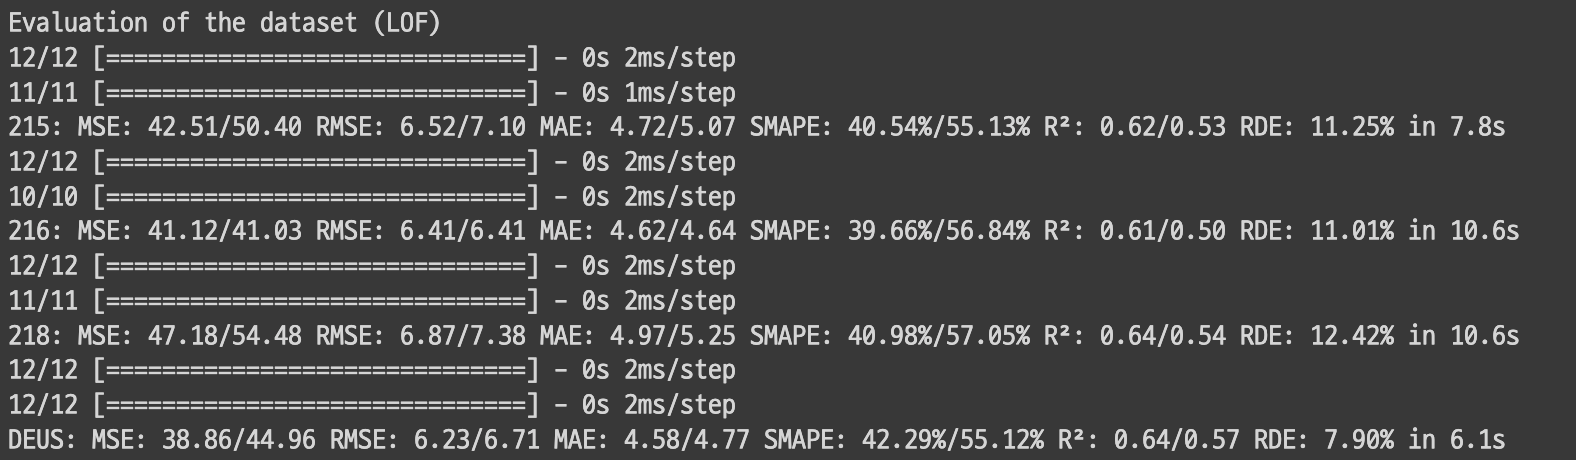 Evaluation of the dataset (LOF)
12/12 [==============================] - 0s 2ms/step
11/11 [==============================] - 0s 1ms/step
215: MSE: 42.51/50.40 RMSE: 6.52/7.10 MAE: 4.72/5.07 SMAPE: 40.54%/55.13% R²: 0.62/0.53 RDE: 11.25% in 7.8s
12/12 [==============================] - 0s 2ms/step
10/10 [==============================] - 0s 2ms/step
216: MSE: 41.12/41.03 RMSE: 6.41/6.41 MAE: 4.62/4.64 SMAPE: 39.66%/56.84% R²: 0.61/0.50 RDE: 11.01% in 10.6s
12/12 [==============================] - 0s 2ms/step
11/11 [==============================] - 0s 2ms/step
218: MSE: 47.18/54.48 RMSE: 6.87/7.38 MAE: 4.97/5.25 SMAPE: 40.98%/57.05% R²: 0.64/0.54 RDE: 12.42% in 10.6s
12/12 [==============================] - 0s 2ms/step
12/12 [==============================] - 0s 2ms/step
DEUS: MSE: 38.86/44.96 RMSE: 6.23/6.71 MAE: 4.58/4.77 SMAPE: 42.29%/55.12% R²: 0.64/0.57 RDE: 7.90% in 6.1s